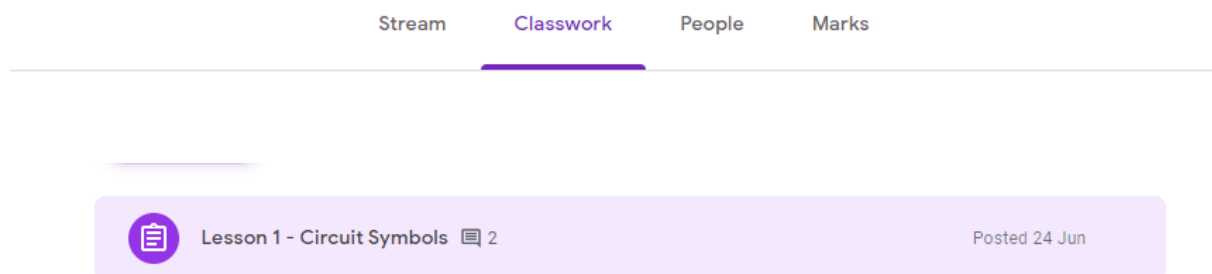 Stream Classwork People Marks
Lesson 1 - Circuit Symbols 2 Posted 24 Jun